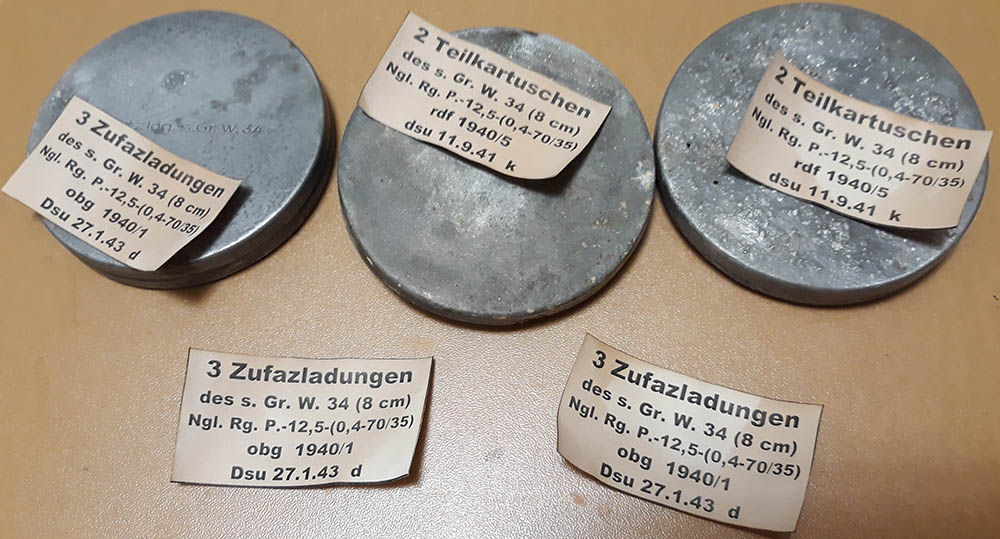 tzldg. s.Gr.W.34
3 Zufazladungen
des s. Gr. W. 34 (8 cm)
Ngl. Rg. P.-12,5-(0,4-70/35)
obg 1940/1
Dsu 27.1.43 d
2 Teilkartuschen
des s. Gr. W. 34 (8 cm)
Ngl. Rg. P.-12,5-(0,4-70/35)
rdf 1940/5
dsu 11.9.41 k
2 Teilkartuschen
des s. Gr. W. 34 (8 cm)
Ngl. Rg. P.-12,5-(0,4-70/35)
rdf 1940/5
dsu 11.9.41 k
3 Zufazladungen
des s. Gr. W. 34 (8 cm)
Ngl. Rg. P.-12,5-(0,4-70/35)
obg 1940/1
Dsu 27.1.43 d
3 Zufazladungen
des s. Gr. W. 34 (8 cm)
Ngl. Rg. P.-12,5-(0,4-70/35)
obg 1940/1
Dsu 27.1.43 d